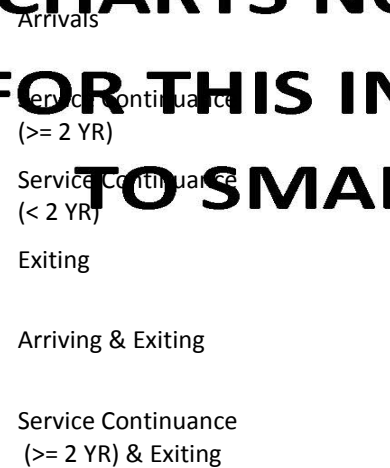 CHARTS NO
Arrivals
FOR THIS IN
Service Continuance
(>= 2 YR)
Service Continuance
TO SMAL
(< 2 YR)
Exiting
Arriving & Exiting
Service Continuance
(>= 2 YR) & Exiting